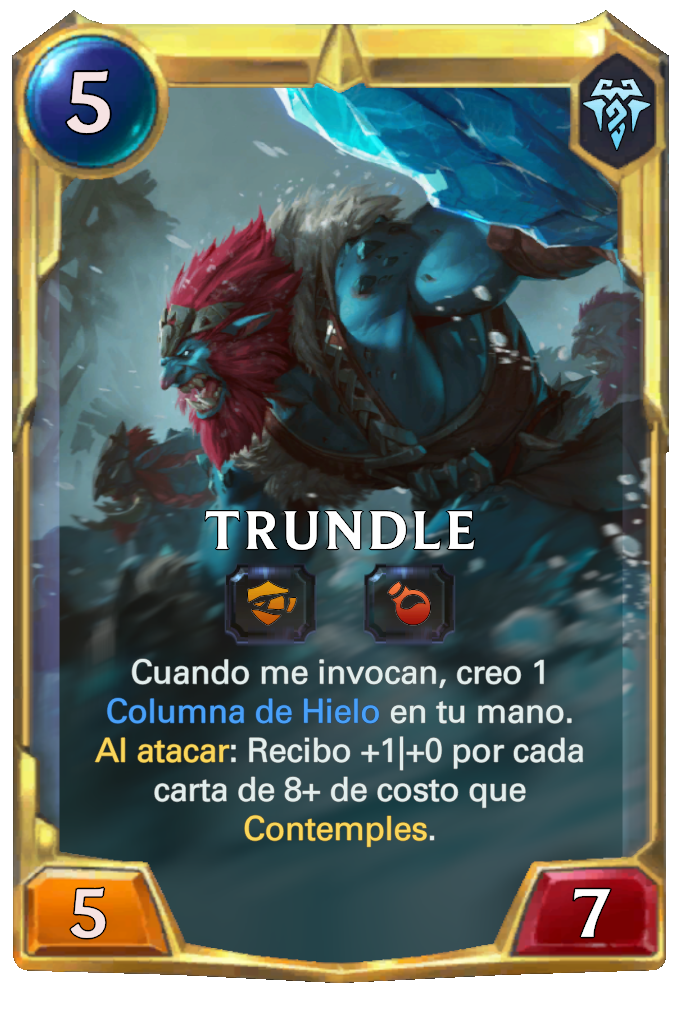 5
TRUNDLE
Cuando me invocan, creo 1
Columna de Hielo en tu mano.
Al atacar: Recibo +1|+0 por cada
carta de 8+ de costo que
Contemples.
5
7